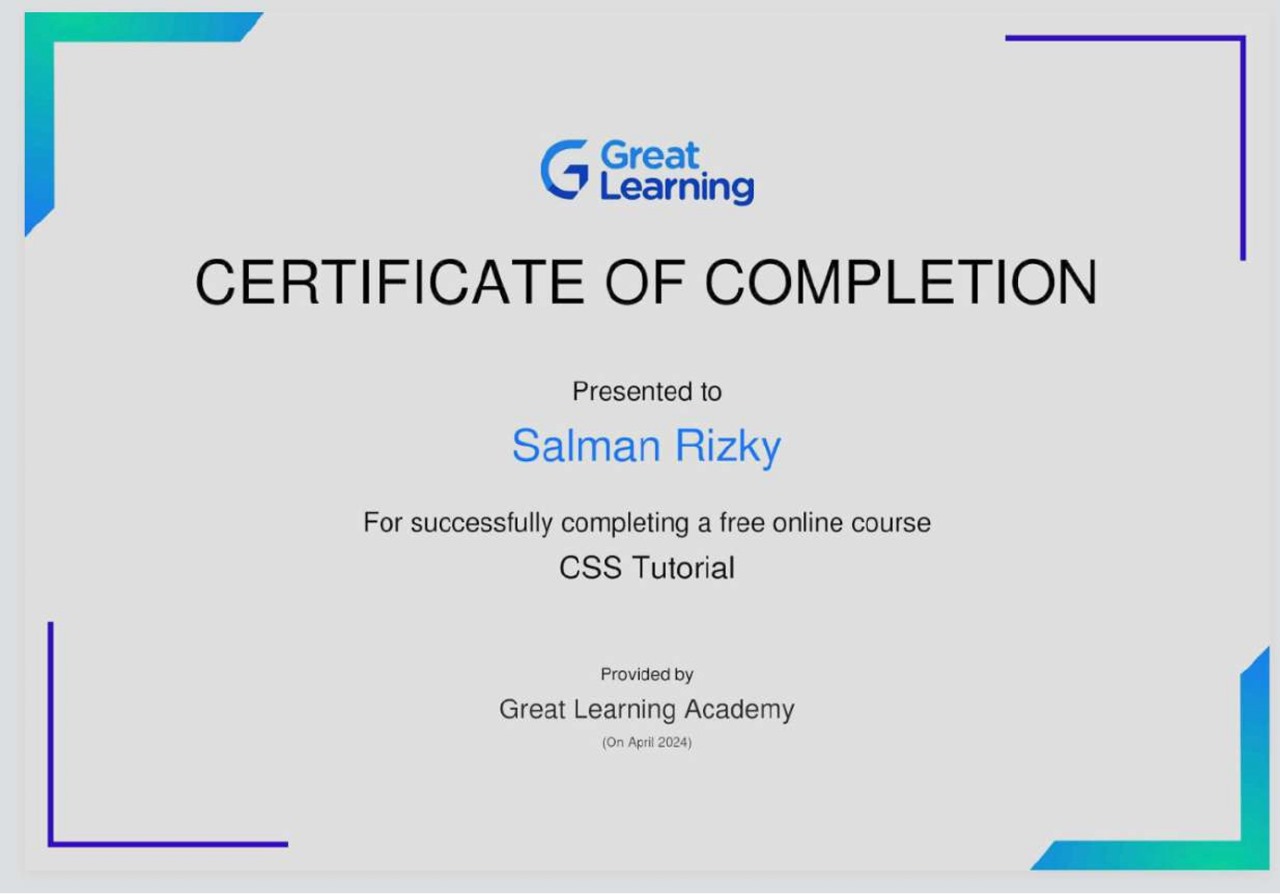 Great
Learning
CERTIFICATE OF COMPLETION
Presented to
Salman Rizky
For successfully completing a free online course
CSS Tutorial
Provided by
Great Learning Academy
(On April 2024)